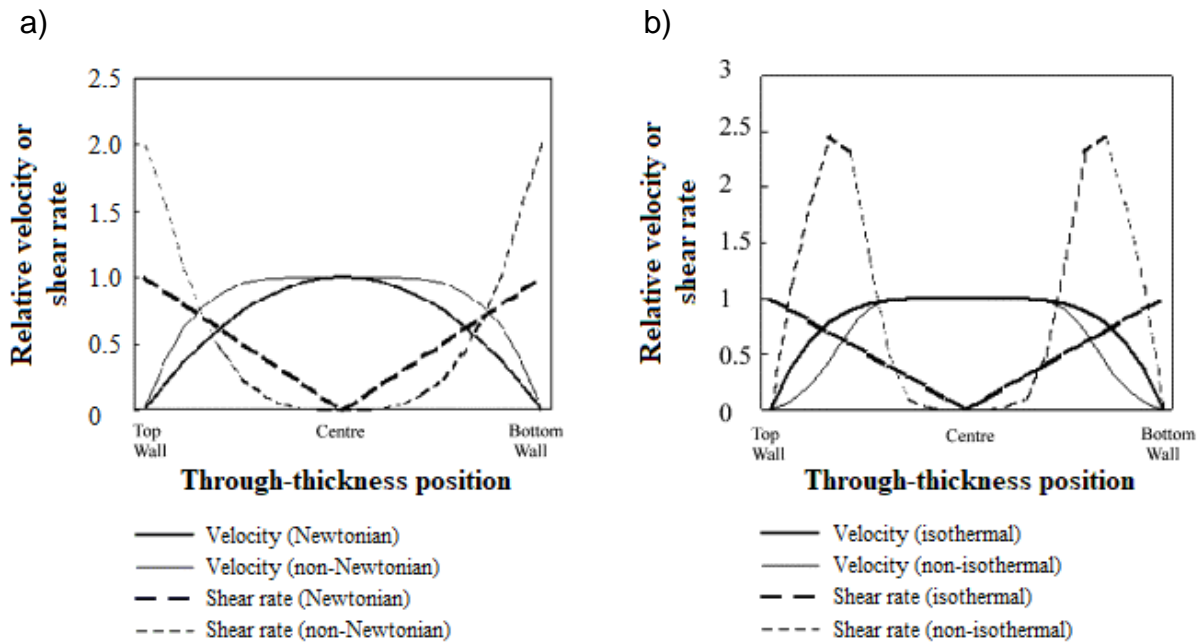 a)
b)
Relative velocity or
shear rate
2.5
2.0
1.5
1.0
0.5
0
Top
Wall
Centre
Bottom
Wall
Through-thickness position
Velocity (Newtonian)
Velocity (non-Newtonian)
Shear rate (Newtonian)
Shear rate (non-Newtonian)
Relative velocity or
shear rate
3
2.5
2
1.5
1
0.5
0
Top
Wall
Centre
Bottom
Wall
Through-thickness position
Velocity (isothermal)
Velocity (non-isothermal)
Shear rate (isothermal)
Shear rate (non-isothermal)